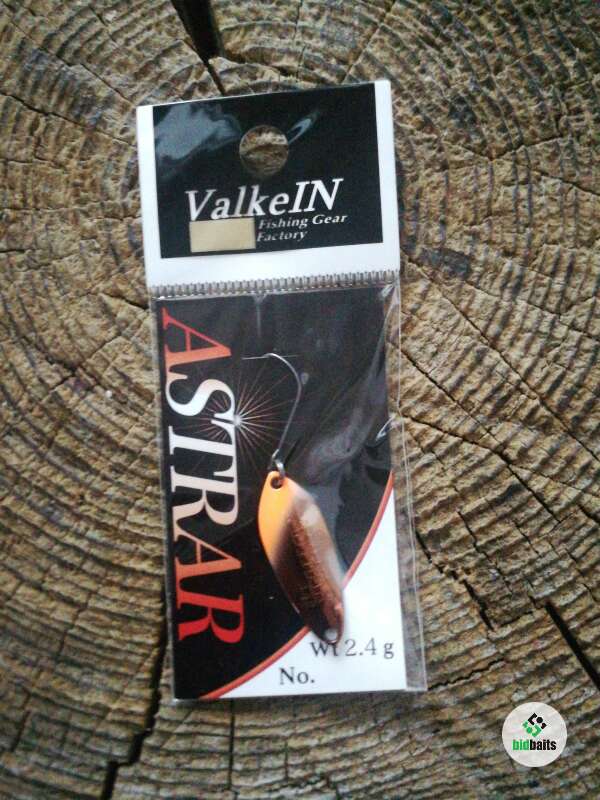 ValkeIN
Fishing Gear
Factory
ASTRAR
Wt 2.4 g
No.
bidbaits